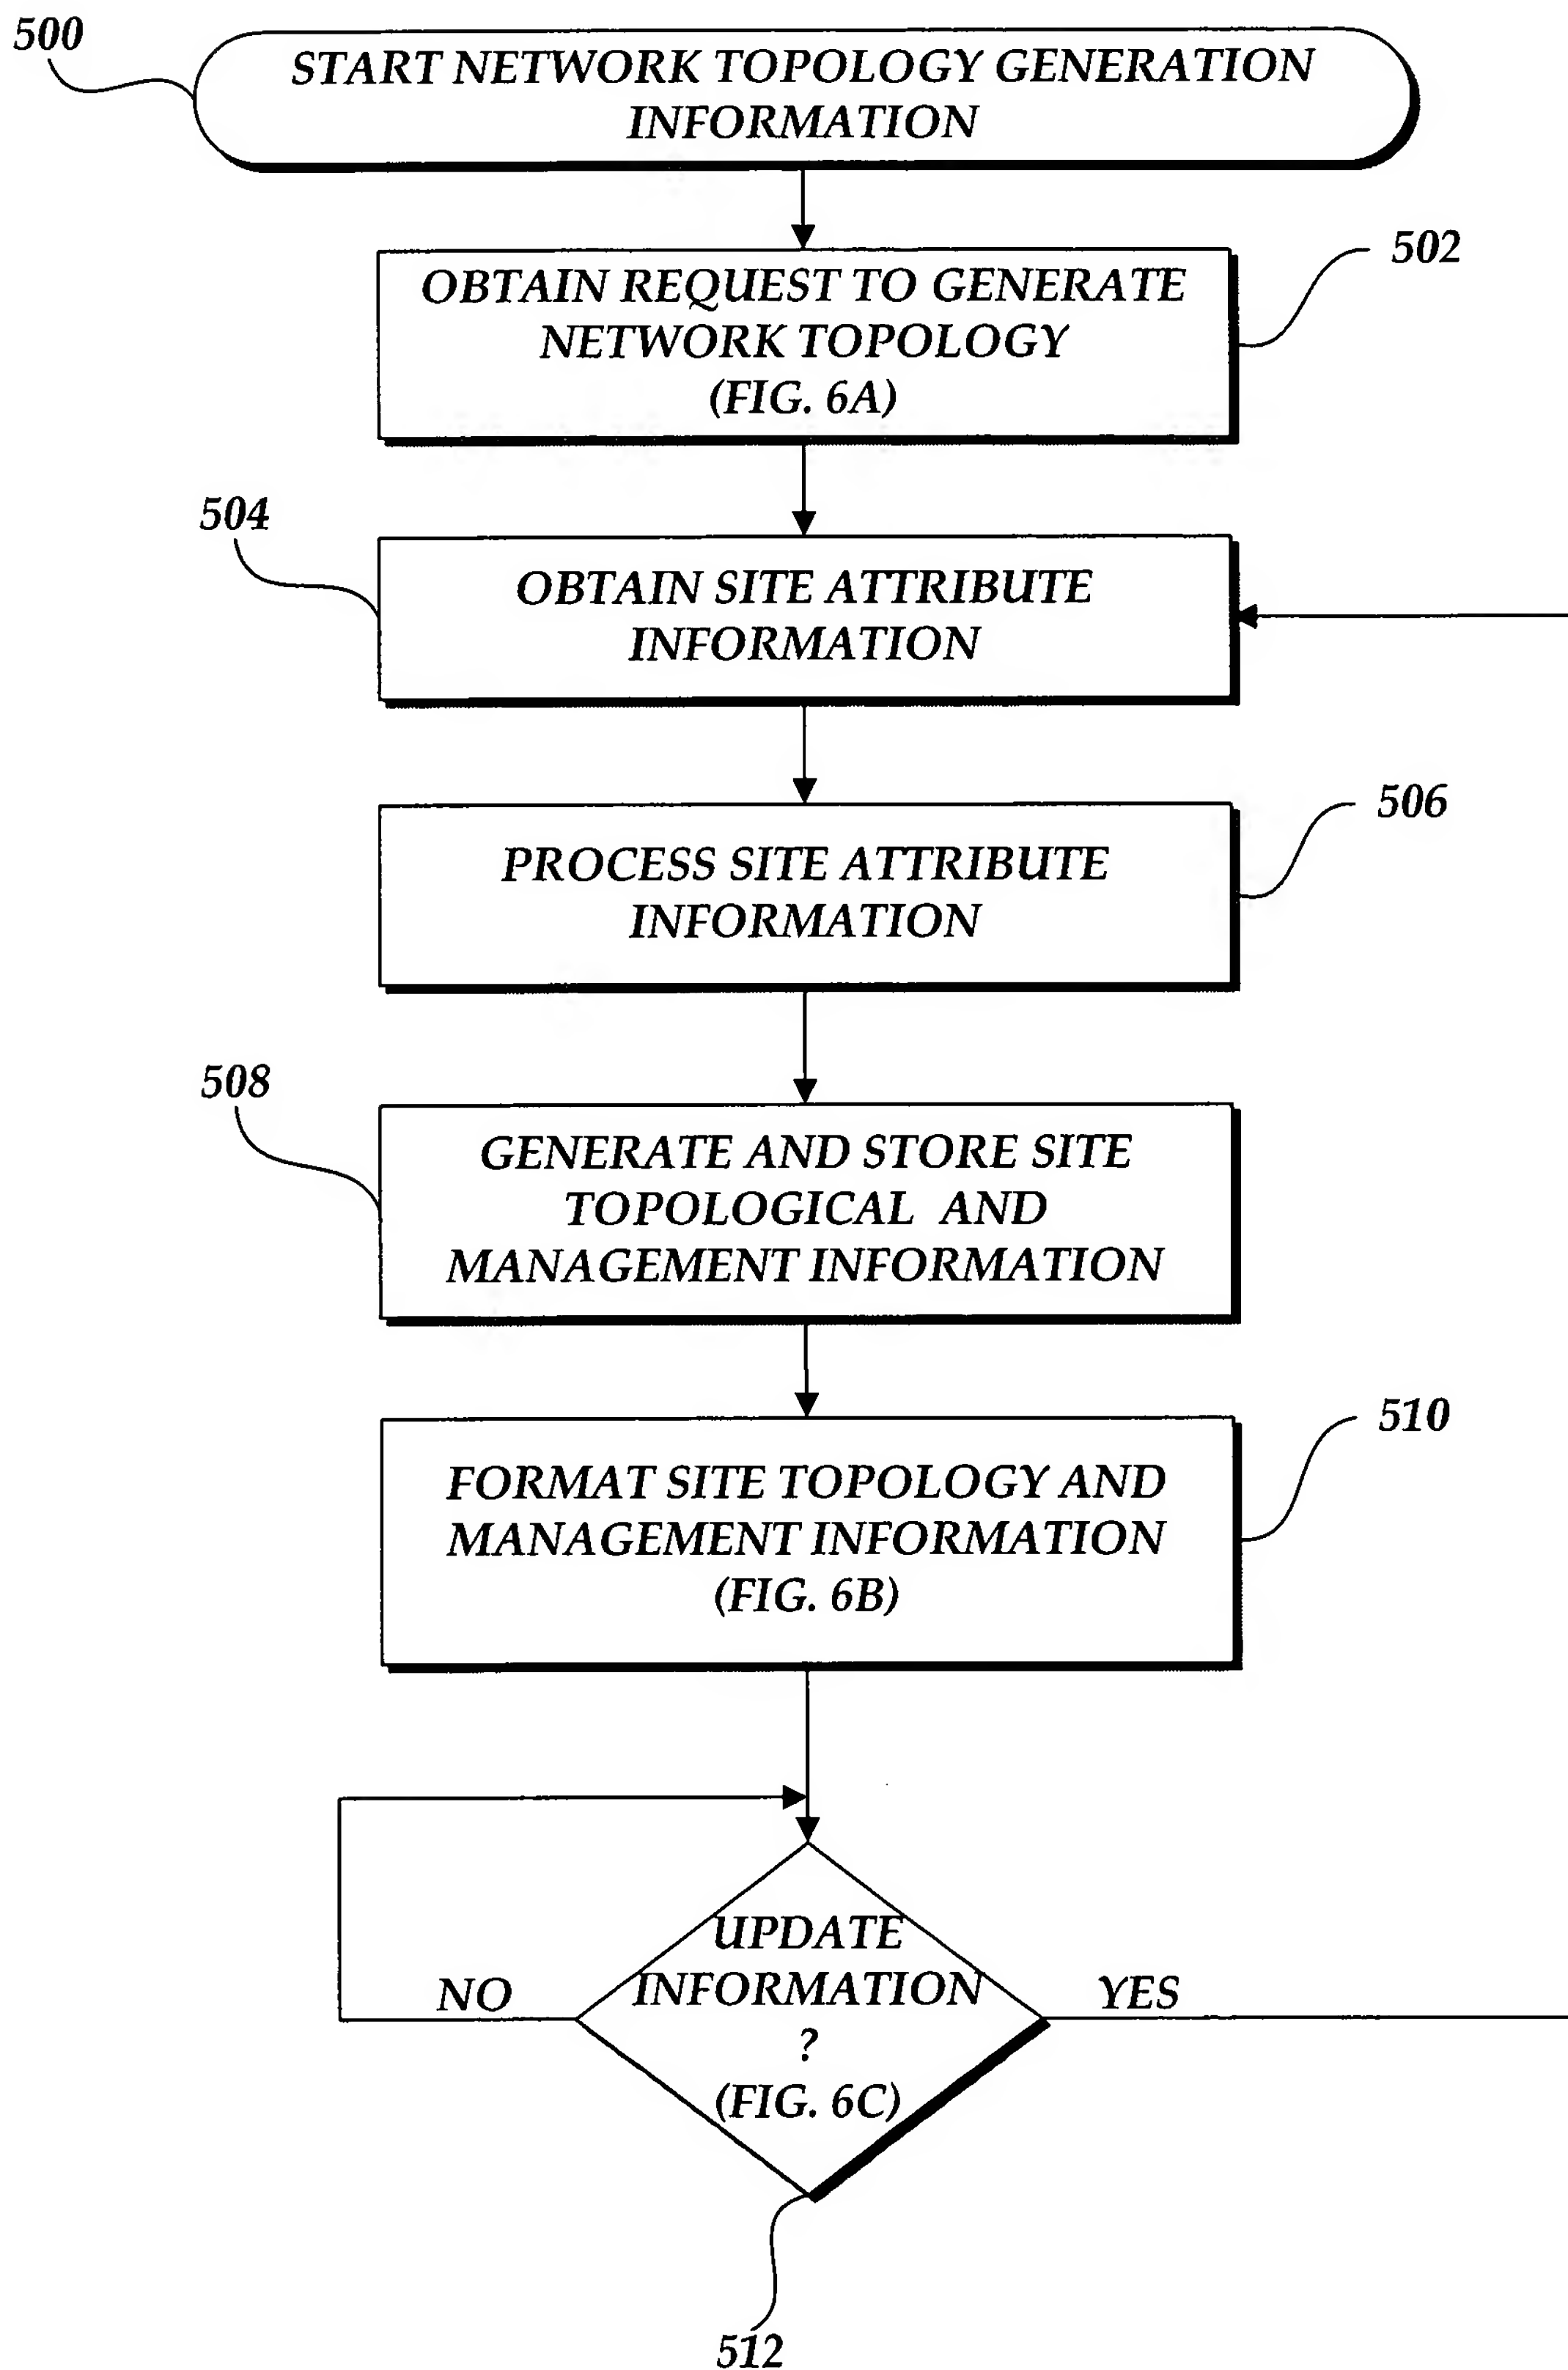 500
START NETWORK TOPOLOGY GENERATION
INFORMATION
502
OBTAIN REQUEST TO GENERATE
NETWORK TOPOLOGY
(FIG. 6A)
504
OBTAIN SITE ATTRIBUTE
INFORMATION
506
PROCESS SITE ATTRIBUTE
INFORMATION
508
GENERATE AND STORE SITE
TOPOLOGICAL AND
MANAGEMENT INFORMATION
510
FORMAT SITE TOPOLOGY AND
MANAGEMENT INFORMATION
(FIG. 6B)
UPDATE
INFORMATION
?
(FIG. 6C)
NO
YES
512